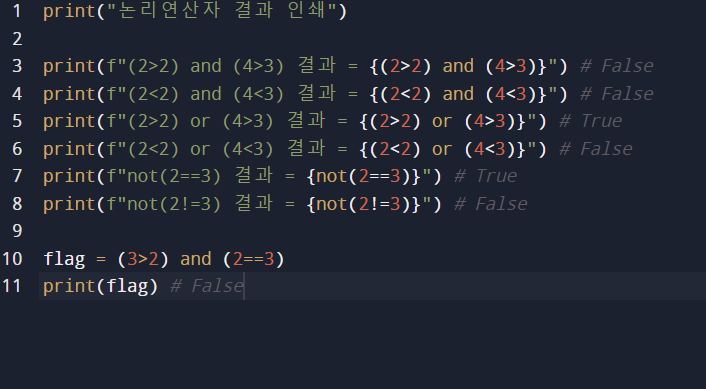 1 print("논리연산자 결과 인쇄")
2
3 print(f"(2>2) and (4>3) 결과 = {(2>2) and (4>3)}") # False
4 print(f"(2<2) and (4<3) 결과 = {(2<2) and (4<3)}") # False
5 print(f"(2>2) or (4>3) 결과 = {(2>2) or (4>3)}") # True
6 print(f"(2<2) or (4<3) 결과 = {(2<2) or (4<3)}") # False
7 print(f"not(2==3) 결과 = {not(2==3)}") # True
8 print(f"not(2!=3) 결과 = {not(2!=3)}") # False
9
10 flag = (3>2) and (2==3)
11 print(flag) # False